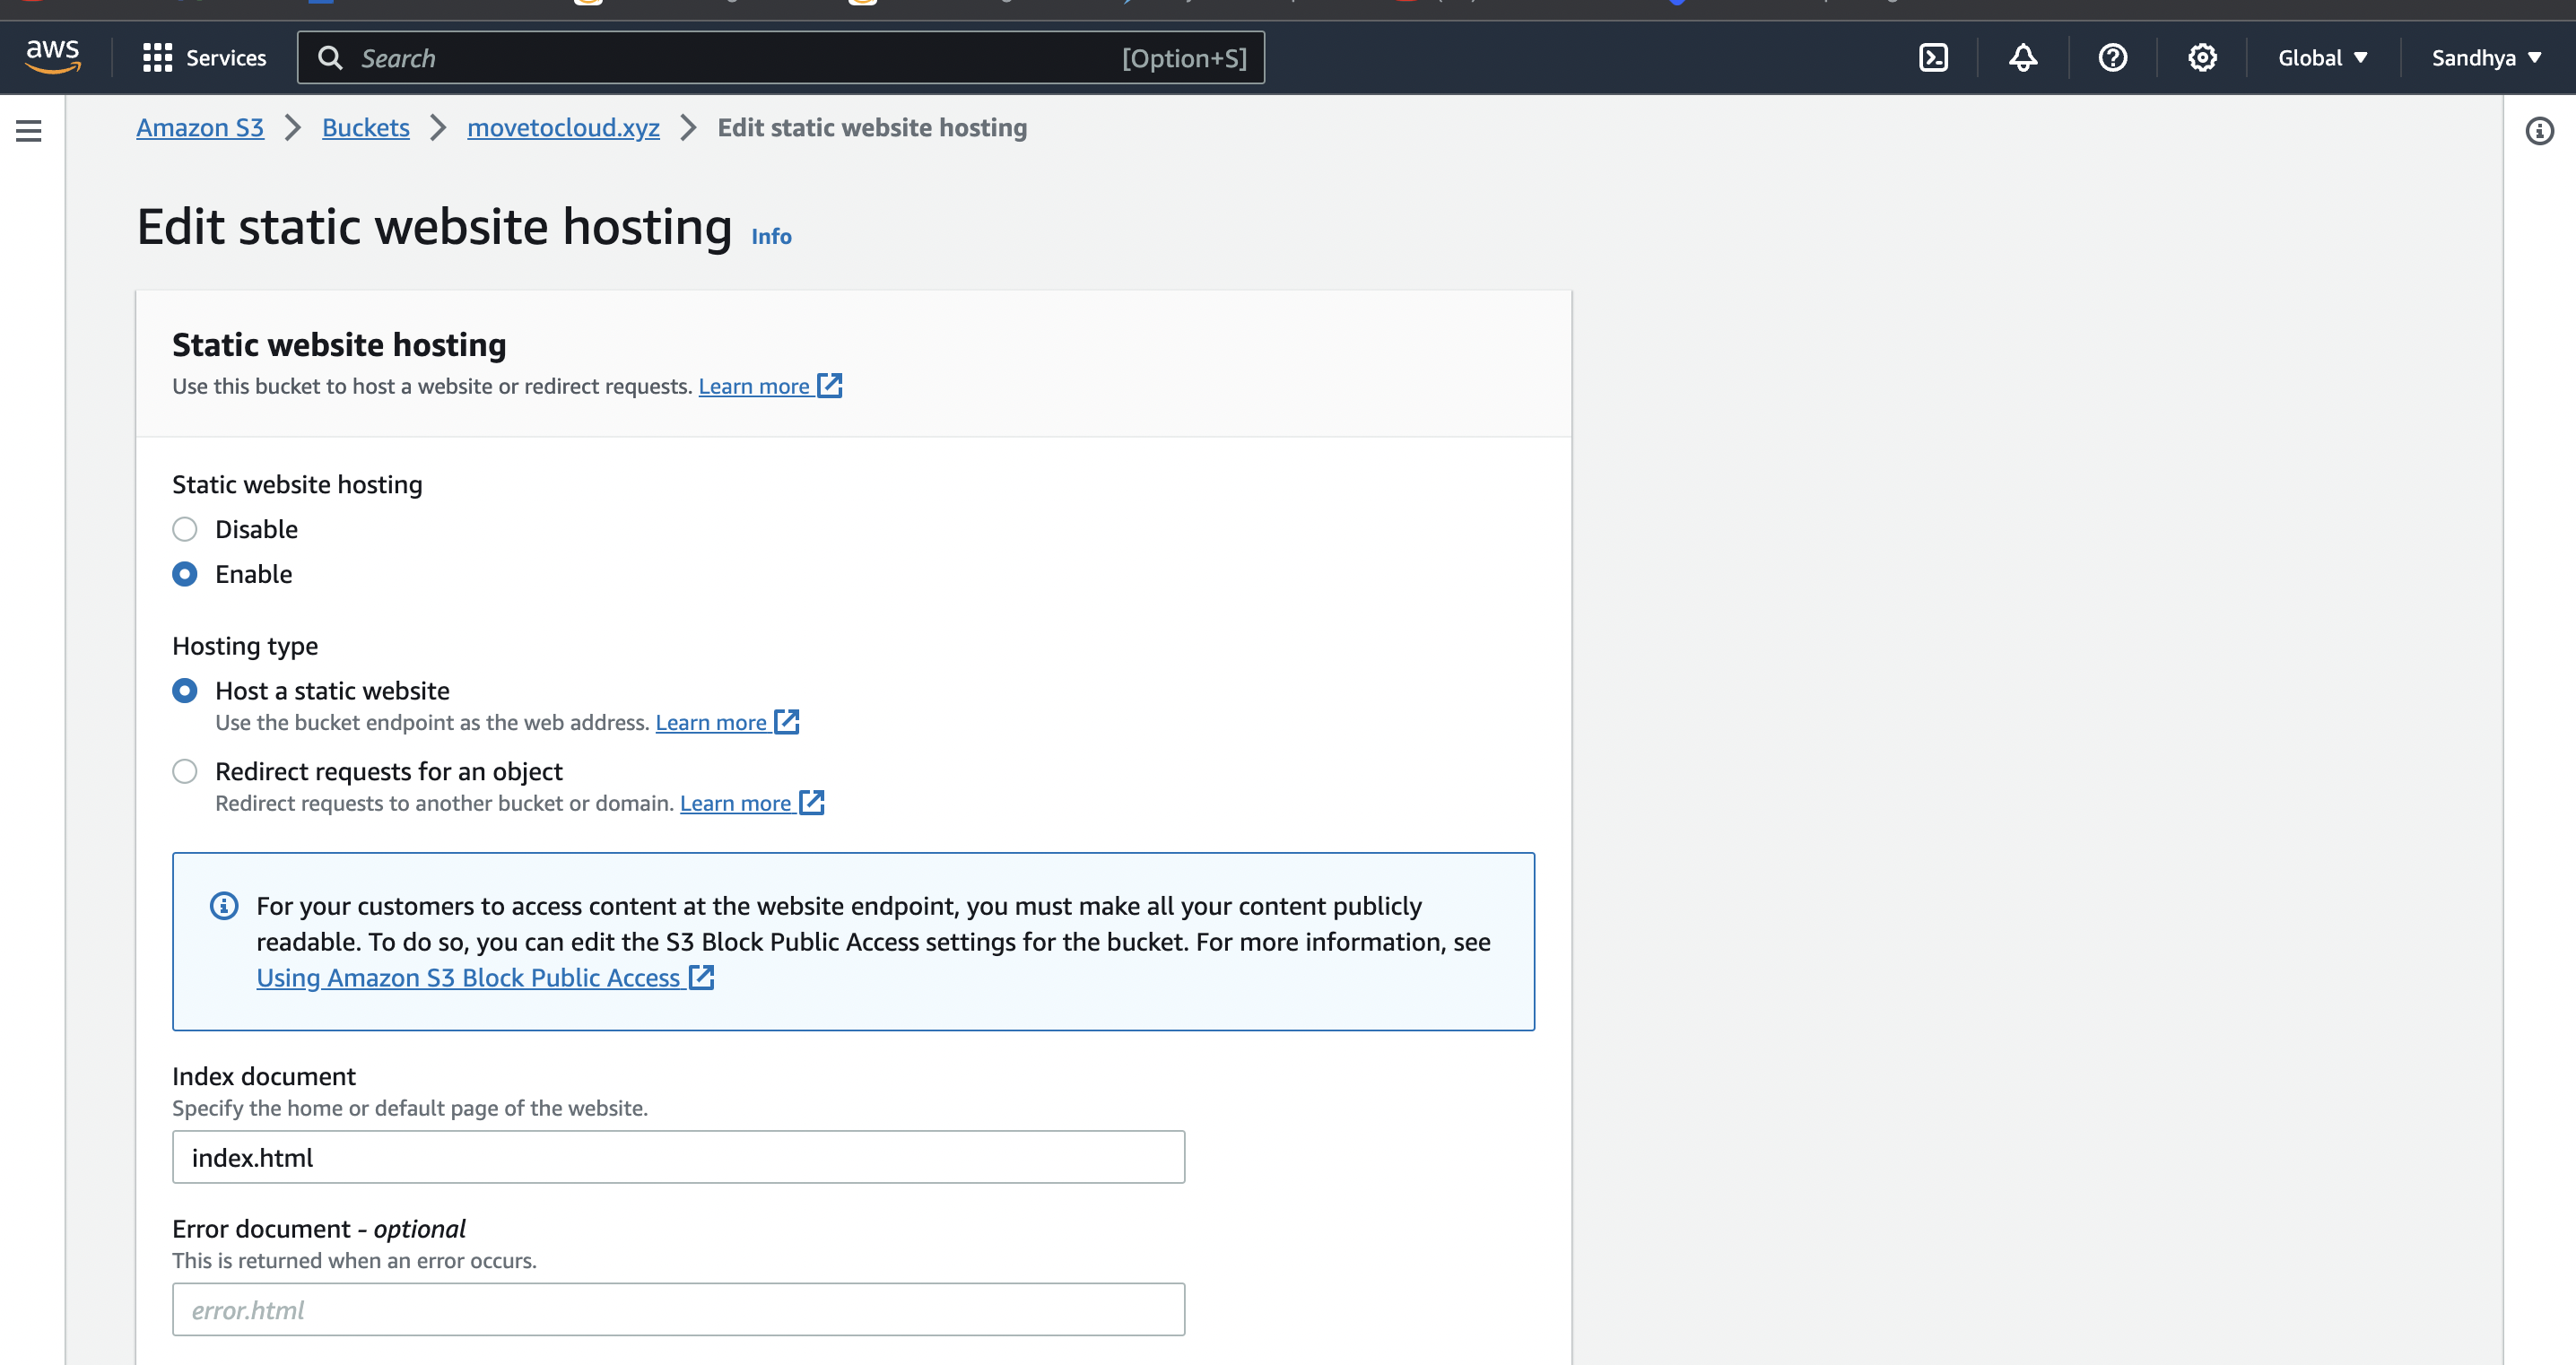 aws Services Search [Option+S] Global Sandhya
Amazon S3 Buckets movetocloud.xyz Edit static website hosting
Edit static website hosting Info
Static website hosting
Use this bucket to host a website or redirect requests. Learn more
Static website hosting
Disable
Enable
Hosting type
Host a static website
Use the bucket endpoint as the web address. Learn more
Redirect requests for an object
Redirect requests to another bucket or domain. Learn more
For your customers to access content at the website endpoint, you must make all your content publicly
readable. To do so, you can edit the S3 Block Public Access settings for the bucket. For more information, see
Using Amazon S3 Block Public Access
Index document
Specify the home or default page of the website.
index.html
Error document - optional
This is returned when an error occurs.
error.html